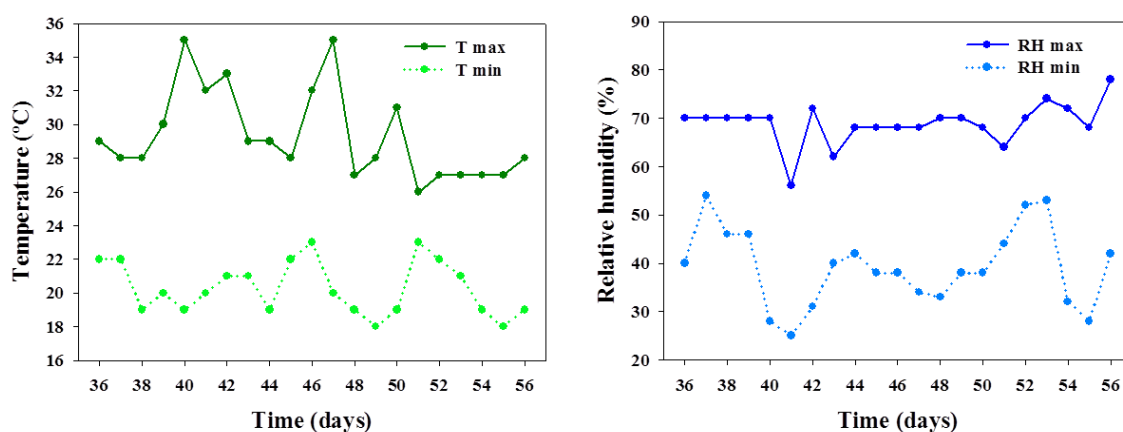 36
34
32
30
28
26
24
22
20
18
16
Temperature (°C)
T max
T min
36 38 40 42 44 46 48 50 52 54 56
Time (days)
90
80
70
60
50
40
30
20
Relative humidity (%)
RH max
RH min
36 38 40 42 44 46 48 50 52 54 56
Time (days)